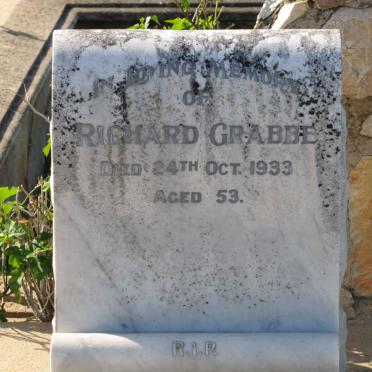 In Loving Memory
of
Richard Grabbe
Died 24th Oct. 1933
Aged 53.
R.I.P.